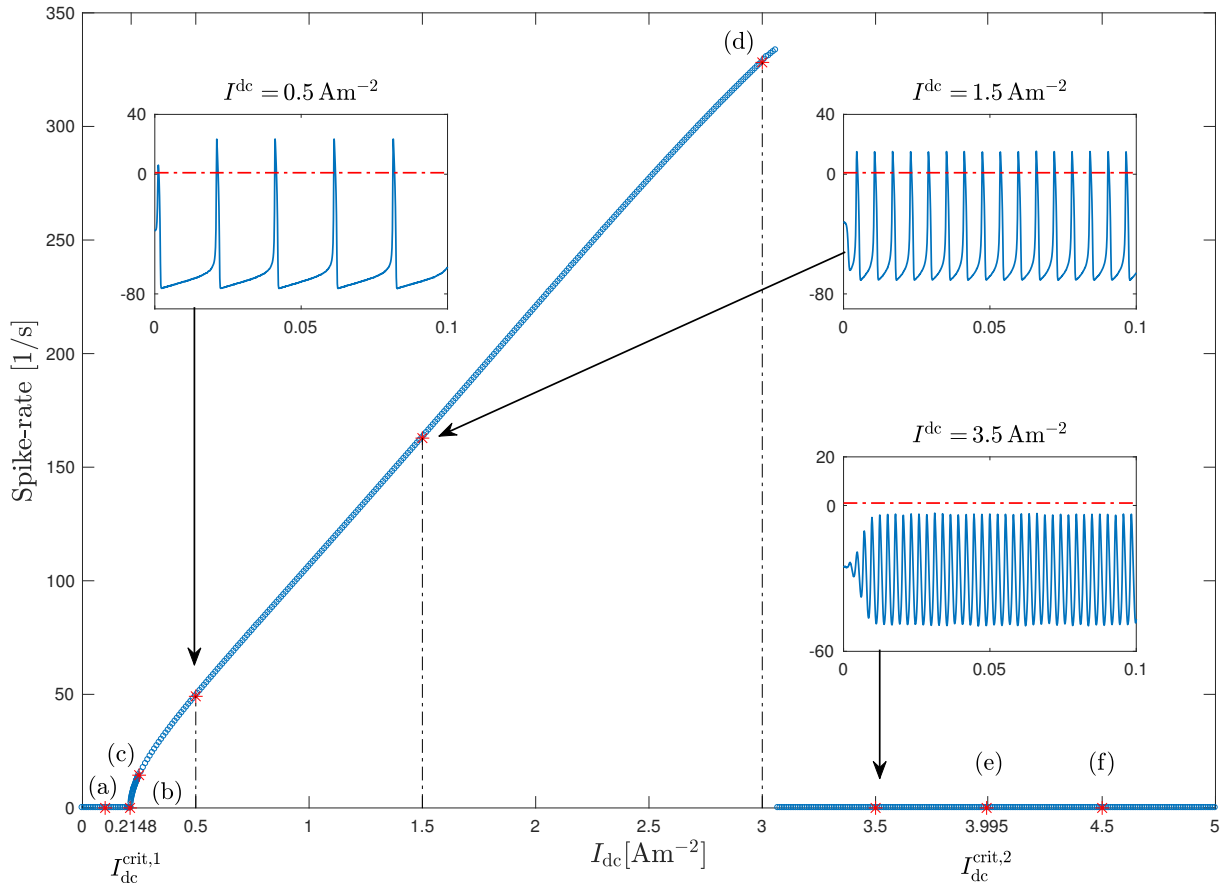 350
300
250
200
150
100
50
0
Spike-rate [1/s]
(d)
I^dc = 0.5 Am^−2
40
0
-80
0 0.05 0.1
I^dc = 1.5 Am^−2
40
0
-80
0 0.05 0.1
I^dc = 3.5 Am^−2
20
0
-60
0 0.05 0.1
(c)
(a) (b) (e) (f)
0 0.2148 0.5 1 1.5 2 2.5 3 3.5 3.995 4.5 5
I_dc^crit,1 I_dc[Am^−2] I_dc^crit,2